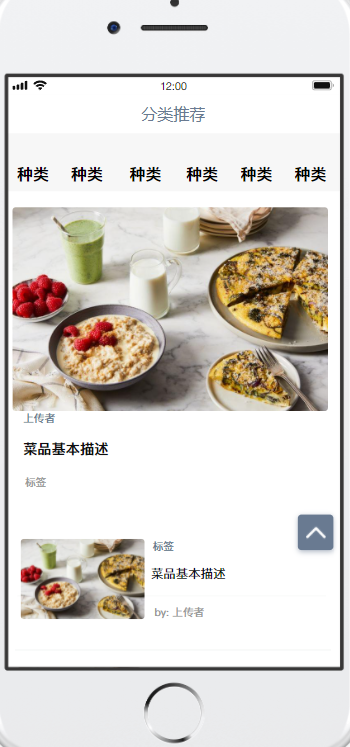 12:00
分类推荐
种类 种类 种类 种类 种类 种类
上传者
菜品基本描述
标签
标签
菜品基本描述
by: 上传者